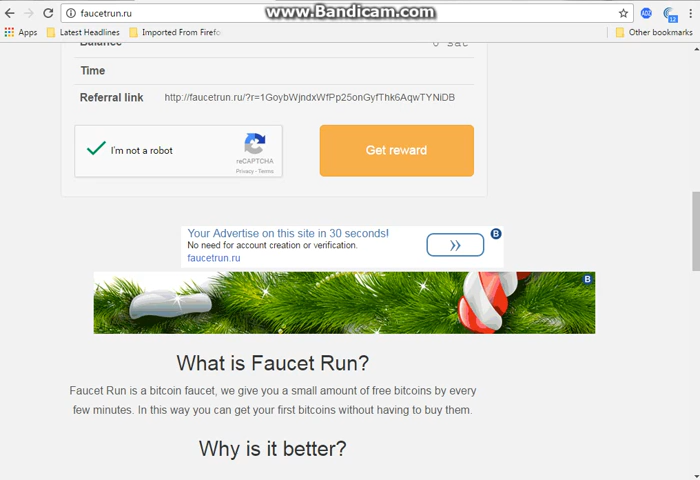 faucetrun.ru
www.Bandicam.com
12
Apps
Latest Headlines
Imported From Firefo
Other bookmarks
Balance 0 sat
Time
Referral link http://faucetrun.ru/?r=1GoybWjndxWfPp25onGyfThk6AqwTYNiDB
I'm not a robot
reCAPTCHA
Privacy - Terms
Get reward
Your Advertise on this site in 30 seconds!
No need for account creation or verification.
faucetrun.ru
B
B
What is Faucet Run?
Faucet Run is a bitcoin faucet, we give you a small amount of free bitcoins by every
few minutes. In this way you can get your first bitcoins without having to buy them.
Why is it better?